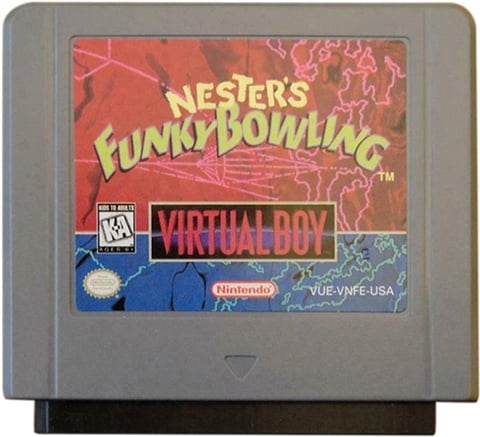 NESTER'S
FUNKY BOWLING
TM
KIDS TO ADULTS
K-A
AGES 6+
VIRTUAL BOY
Nintendo
VUE-VNFE-USA